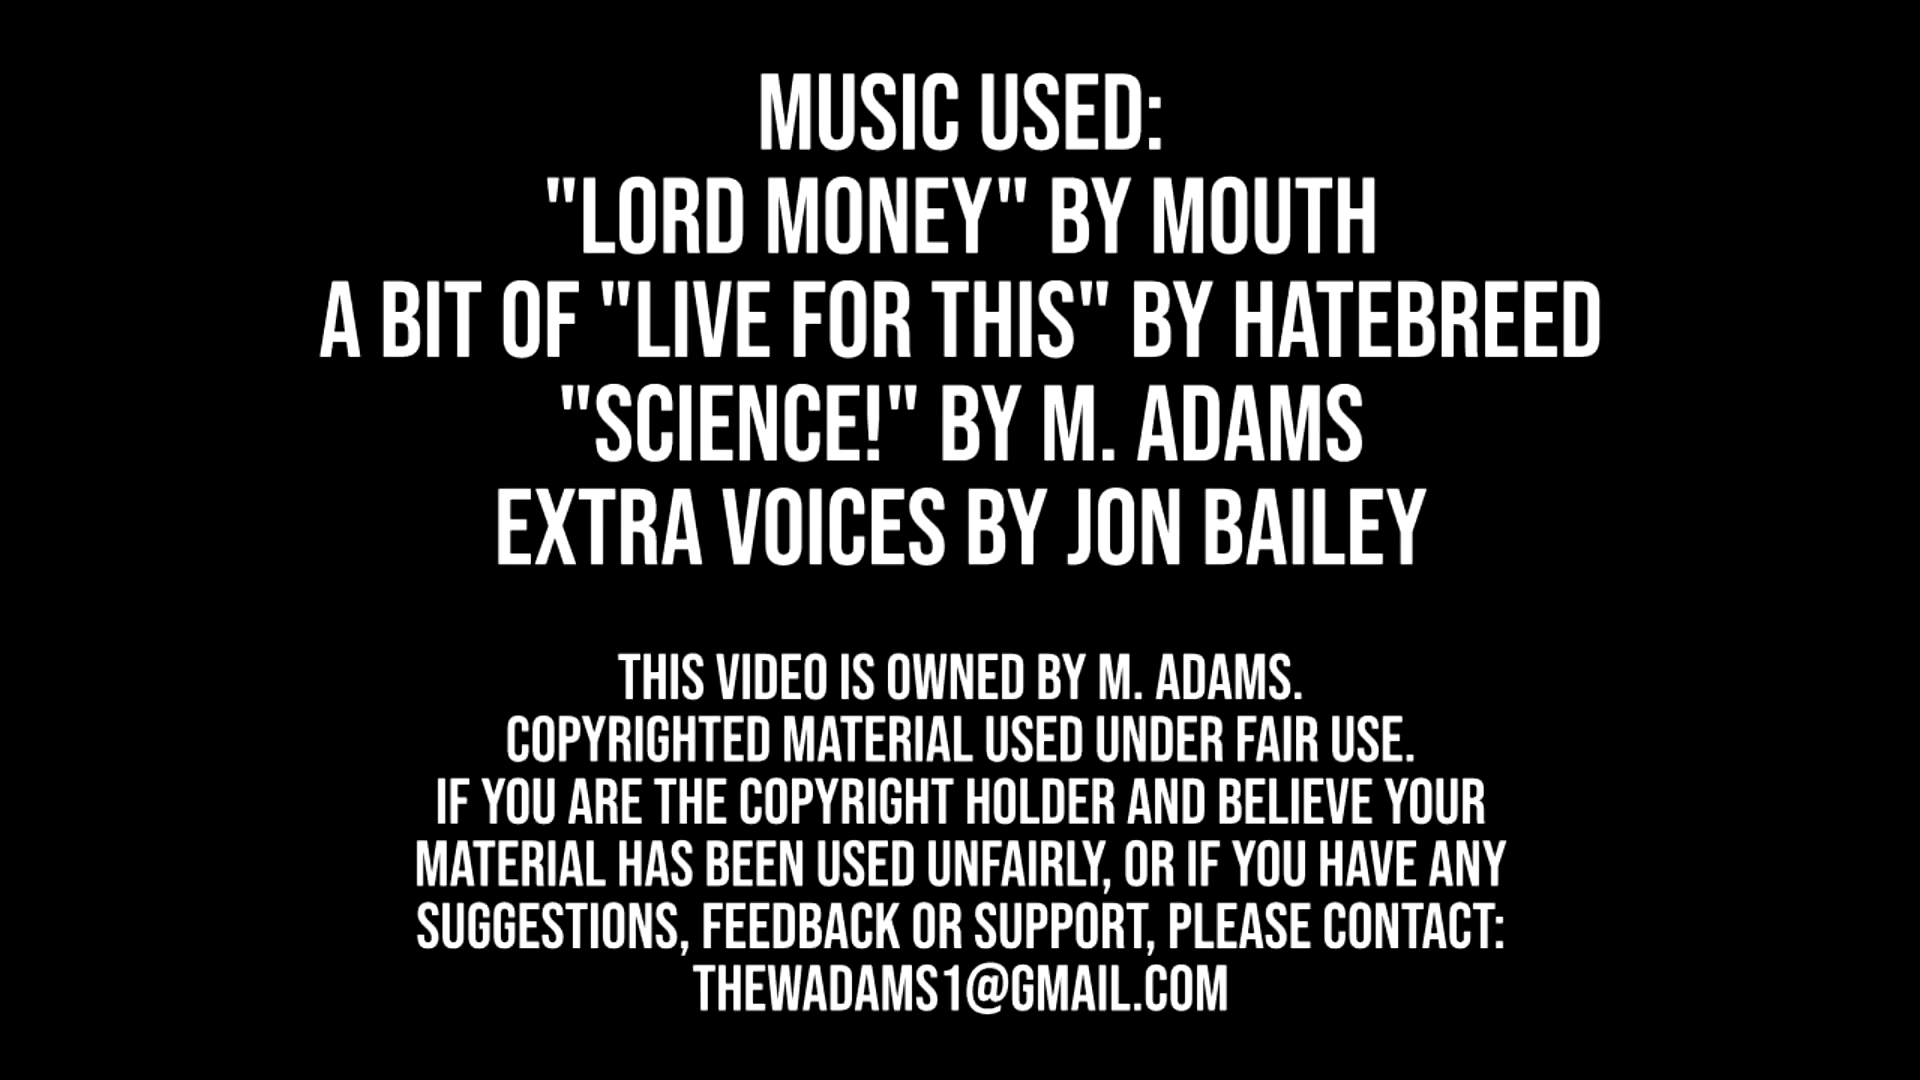 MUSIC USED:
"LORD MONEY" BY MOUTH
A BIT OF "LIVE FOR THIS" BY HATEBREED
"SCIENCE!" BY M. ADAMS
EXTRA VOICES BY JON BAILEY
THIS VIDEO IS OWNED BY M. ADAMS.
COPYRIGHTED MATERIAL USED UNDER FAIR USE.
IF YOU ARE THE COPYRIGHT HOLDER AND BELIEVE YOUR
MATERIAL HAS BEEN USED UNFAIRLY, OR IF YOU HAVE ANY
SUGGESTIONS, FEEDBACK OR SUPPORT, PLEASE CONTACT:
THEWADAMS1@GMAIL.COM